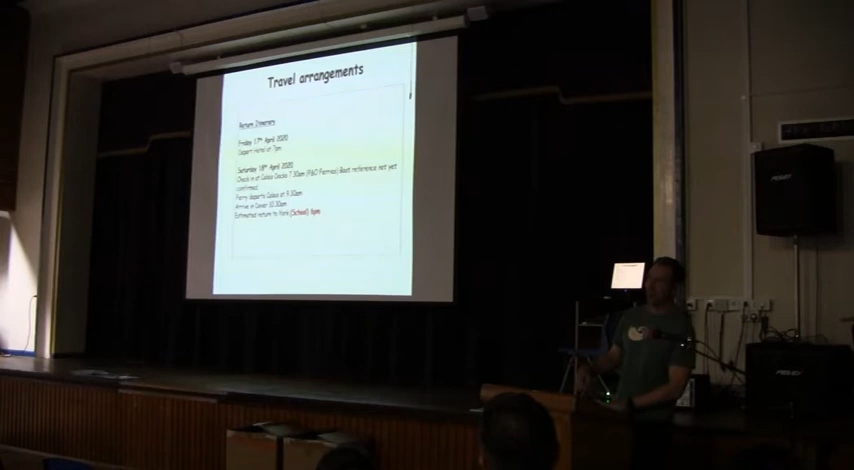 Travel arrangements
Return Itinerary
Friday 17th April 2020
Depart Hotel at 7pm
Saturday 18th April 2020
Check in at Calais Docks 7.30am (P&O Ferries) Boat reference not yet
confirmed
Ferry departs Calais at 9.30am
Arrive in Dover 10.30am
Estimated return to York (School) 6pm
PEAVEY
PEAVEY